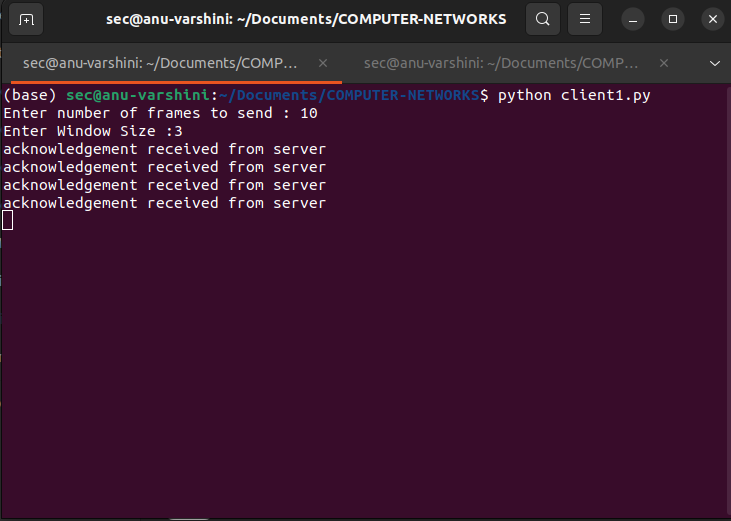 sec@anu-varshini: ~/Documents/COMPUTER-NETWORKS
sec@anu-varshini: ~/Documents/COMP... × sec@anu-varshini: ~/Documents/COMP... ×
(base) sec@anu-varshini:~/Documents/COMPUTER-NETWORKS$ python client1.py
Enter number of frames to send : 10
Enter Window Size :3
acknowledgement received from server
acknowledgement received from server
acknowledgement received from server
acknowledgement received from server